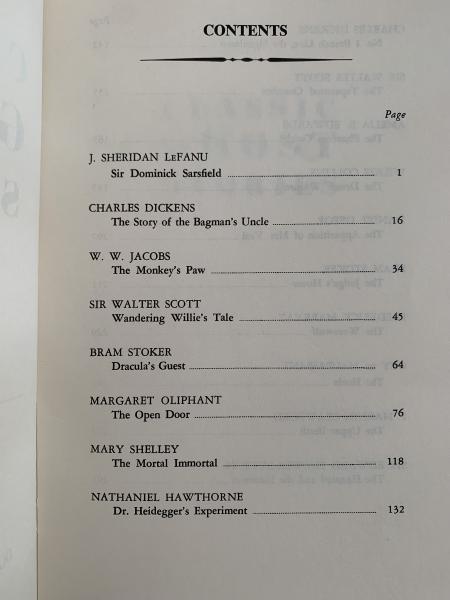 CONTENTS
Page
J. SHERIDAN LeFANU
Sir Dominick Sarsfield 1
CHARLES DICKENS
The Story of the Bagman's Uncle 16
W. W. JACOBS
The Monkey's Paw 34
SIR WALTER SCOTT
Wandering Willie's Tale 45
BRAM STOKER
Dracula's Guest 64
MARGARET OLIPHANT
The Open Door 76
MARY SHELLEY
The Mortal Immortal 118
NATHANIEL HAWTHORNE
Dr. Heidegger's Experiment 132